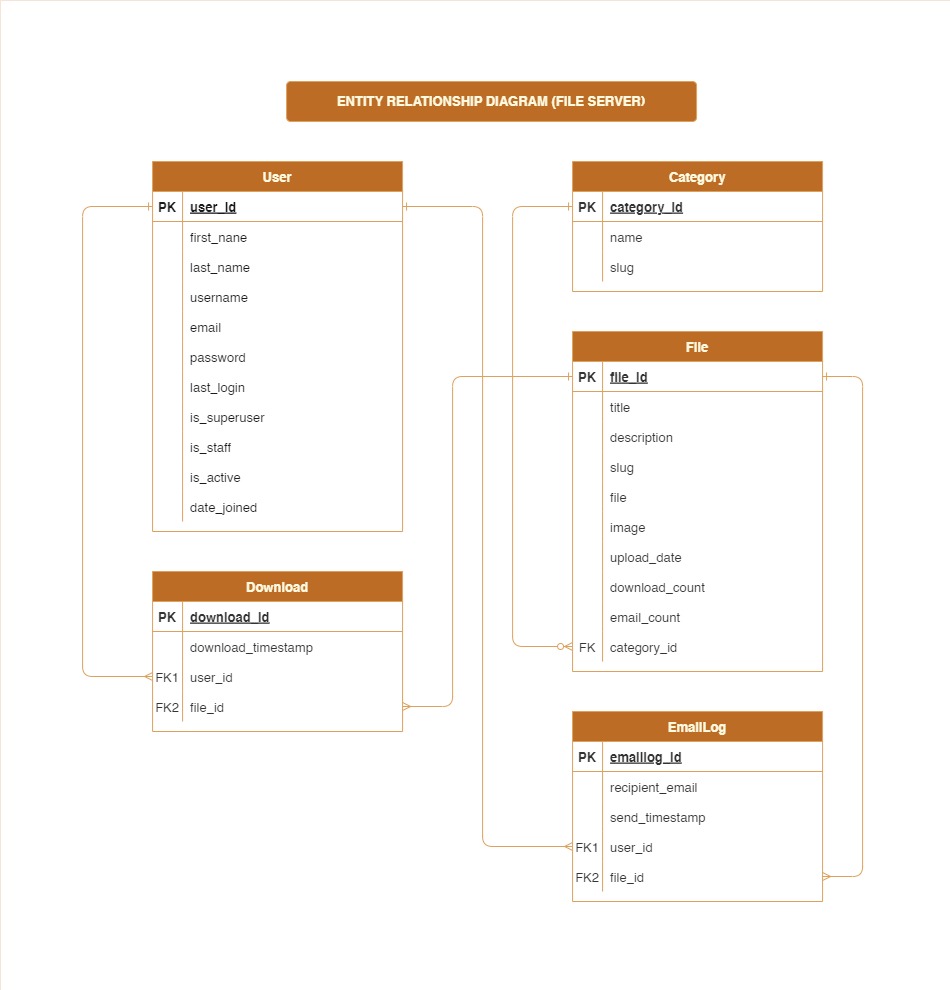 ENTITY RELATIONSHIP DIAGRAM (FILE SERVER)
User
PK user_id
first_nane
last_name
username
email
password
last_login
is_superuser
is_staff
is_active
date_joined
Download
PK download_id
download_timestamp
FK1 user_id
FK2 file_id
Category
PK category_id
name
slug
File
PK file_id
title
description
slug
file
image
upload_date
download_count
email_count
FK category_id
EmailLog
PK emaillog_id
recipient_email
send_timestamp
FK1 user_id
FK2 file_id